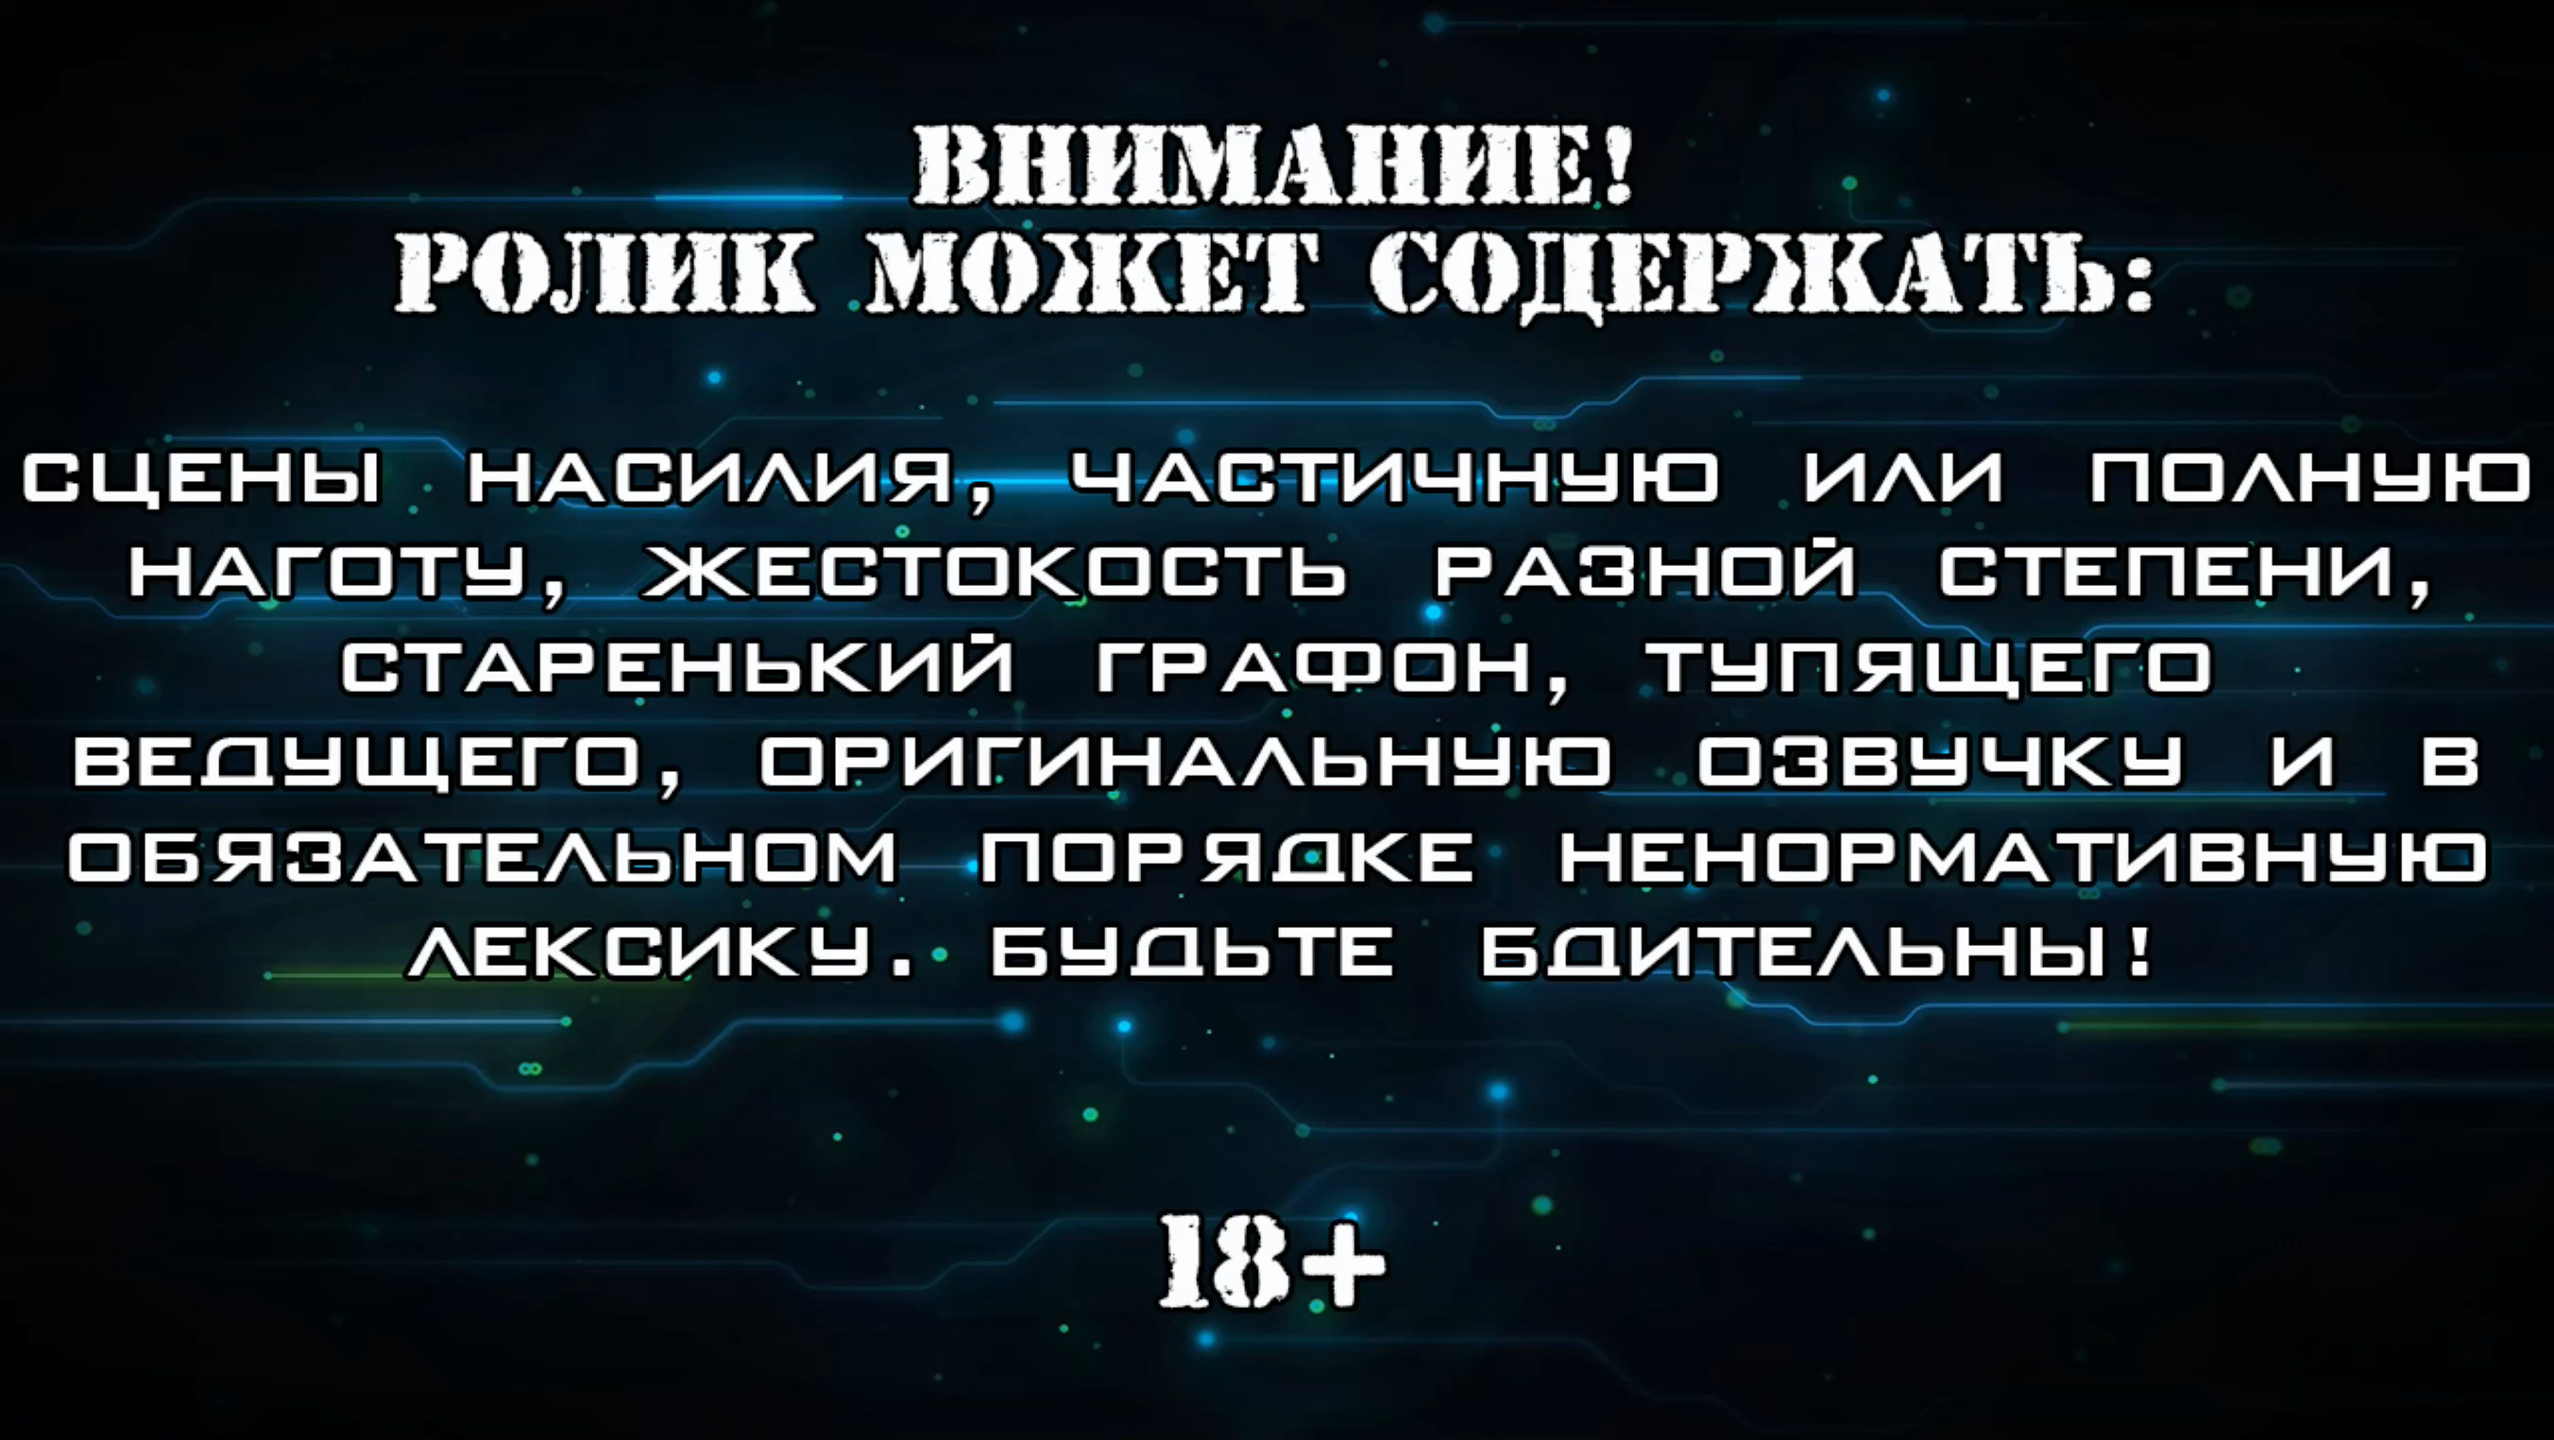 ВНИМАНИЕ!
РОЛИК МОЖЕТ СОДЕРЖАТЬ:
СЦЕНЫ НАСИЛИЯ, ЧАСТИЧНУЮ ИЛИ ПОЛНУЮ
НАГОТУ, ЖЕСТОКОСТЬ РАЗНОЙ СТЕПЕНИ,
СТАРЕНЬКИЙ ГРАФОН, ТУПЯЩЕГО
ВЕДУЩЕГО, ОРИГИНАЛЬНУЮ ОЗВУЧКУ И В
ОБЯЗАТЕЛЬНОМ ПОРЯДКЕ НЕНОРМАТИВНУЮ
ЛЕКСИКУ. БУДЬТЕ БДИТЕЛЬНЫ!
18+